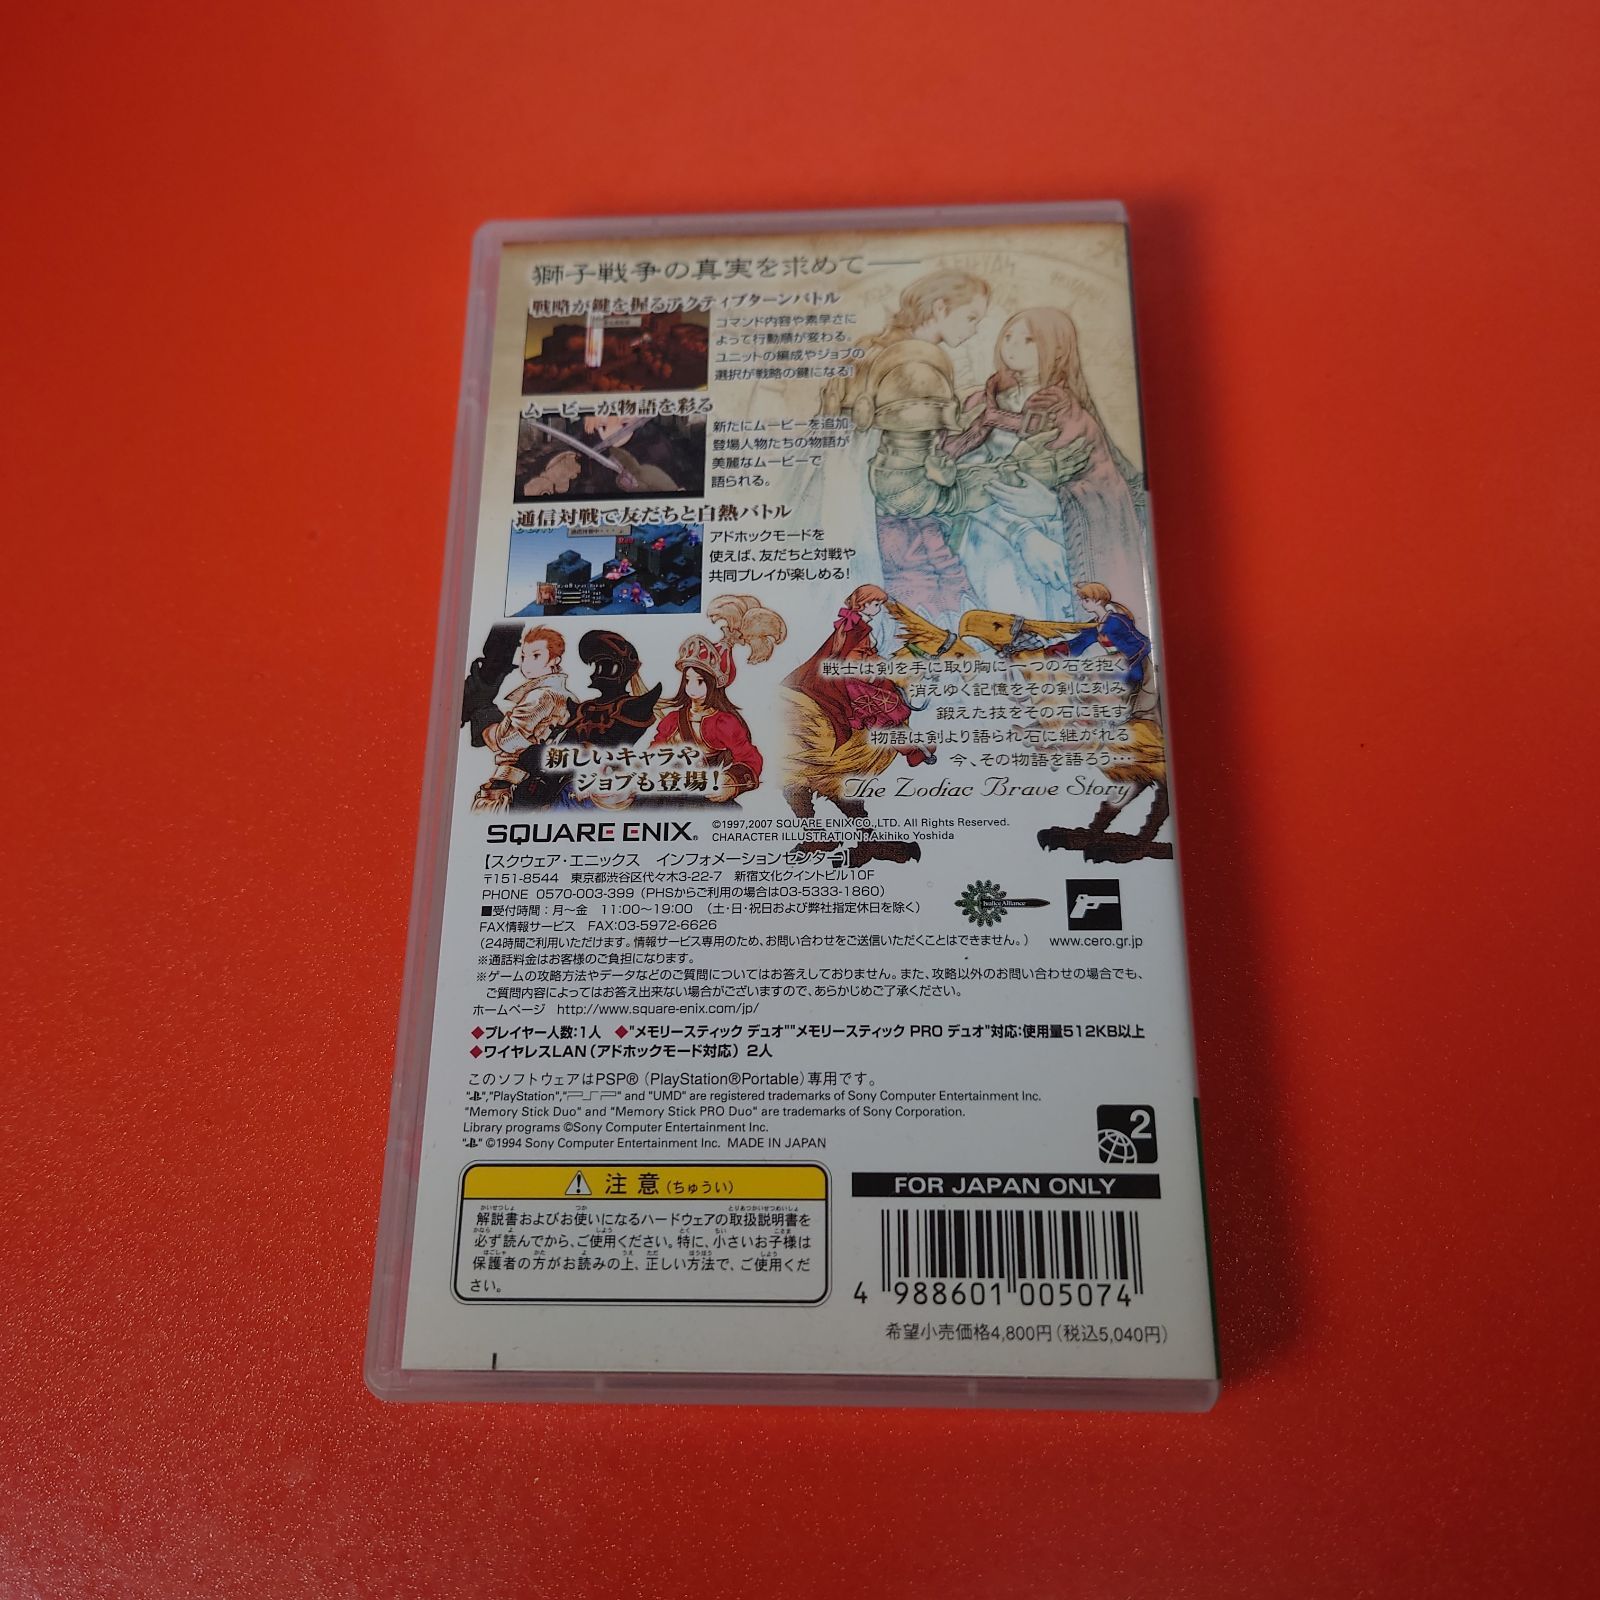 獅子戦争の真実を求めて――
戦略が鍵を握るアクティブターンバトル
コマンド内容や素早さに
よって行動順が変わる。
ユニットの編成やジョブの
選択が戦略の鍵になる!
ムービーが物語を彩る
新たにムービーを追加。
登場人物たちの物語が
美麗なムービーで
語られる。
通信対戦で友だちと白熱バトル
アドホックモードを
使えば、友だちと対戦や
共同プレイが楽しめる!
戦士は剣を手に取り胸に一つの石を抱く
消えゆく記憶をその剣に刻み
鍛えた技をその石に託す
物語は剣より語られ石に継がれる
今、その物語を語ろう…
The Zodiac Brave Story
新しいキャラや
ジョブも登場!
SQUARE ENIX®
©1997,2007 SQUARE ENIX CO.,LTD. All Rights Reserved.
CHARACTER ILLUSTRATION : Akihiko Yoshida
【スクウェア・エニックス インフォメーションセンター】
〒151-8544 東京都渋谷区代々木3-22-7 新宿文化クイントビル10F
PHONE 0570-003-399 (PHSからご利用の場合は03-5333-1860)
■受付時間:月~金 11:00~19:00 (土・日・祝日および弊社指定休日を除く)
FAX情報サービス FAX:03-5972-6626
(24時間ご利用いただけます。情報サービス専用のため、お問い合わせをご送信いただくことはできません。)
www.cero.gr.jp
※通話料金はお客様のご負担になります。
※ゲームの攻略方法やデータなどのご質問についてはお答えしておりません。また、攻略以外のお問い合わせの場合でも、
ご質問内容によってはお答え出来ない場合がございますので、あらかじめご了承ください。
ホームページ http://www.square-enix.com/jp/
◆プレイヤー人数:1人 ◆"メモリースティック デュオ""メモリースティック PRO デュオ"対応:使用量512KB以上
◆ワイヤレスLAN(アドホックモード対応) 2人
このソフトウェアはPSP®(PlayStation®Portable)専用です。
"","PlayStation","PSP" and "UMD" are registered trademarks of Sony Computer Entertainment Inc.
"Memory Stick Duo" and "Memory Stick PRO Duo" are trademarks of Sony Corporation.
Library programs ©Sony Computer Entertainment Inc.
"" ©1994 Sony Computer Entertainment Inc. MADE IN JAPAN
2
注意(ちゅうい)
解説書およびお使いになるハードウェアの取扱説明書を
必ず読んでから、ご使用ください。特に、小さいお子様は
保護者の方がお読みの上、正しい方法で、ご使用くだ
さい。
FOR JAPAN ONLY
4 988601 005074
希望小売価格4,800円(税込5,040円)